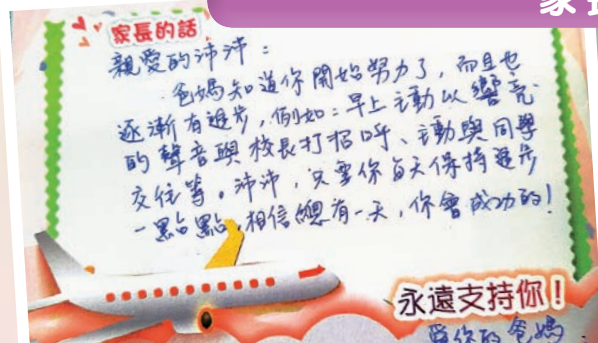 家長
家長的話
親愛的沛沛：
爸媽知道你開始努力了，而且也
逐漸有進步，例如：早上主動以響亮
的聲音與校長打招呼、主動與同學
交往等。沛沛，只要你每天保持進步
一點點，相信總有一天，你會成功的！
永遠支持你！
愛你的爸媽